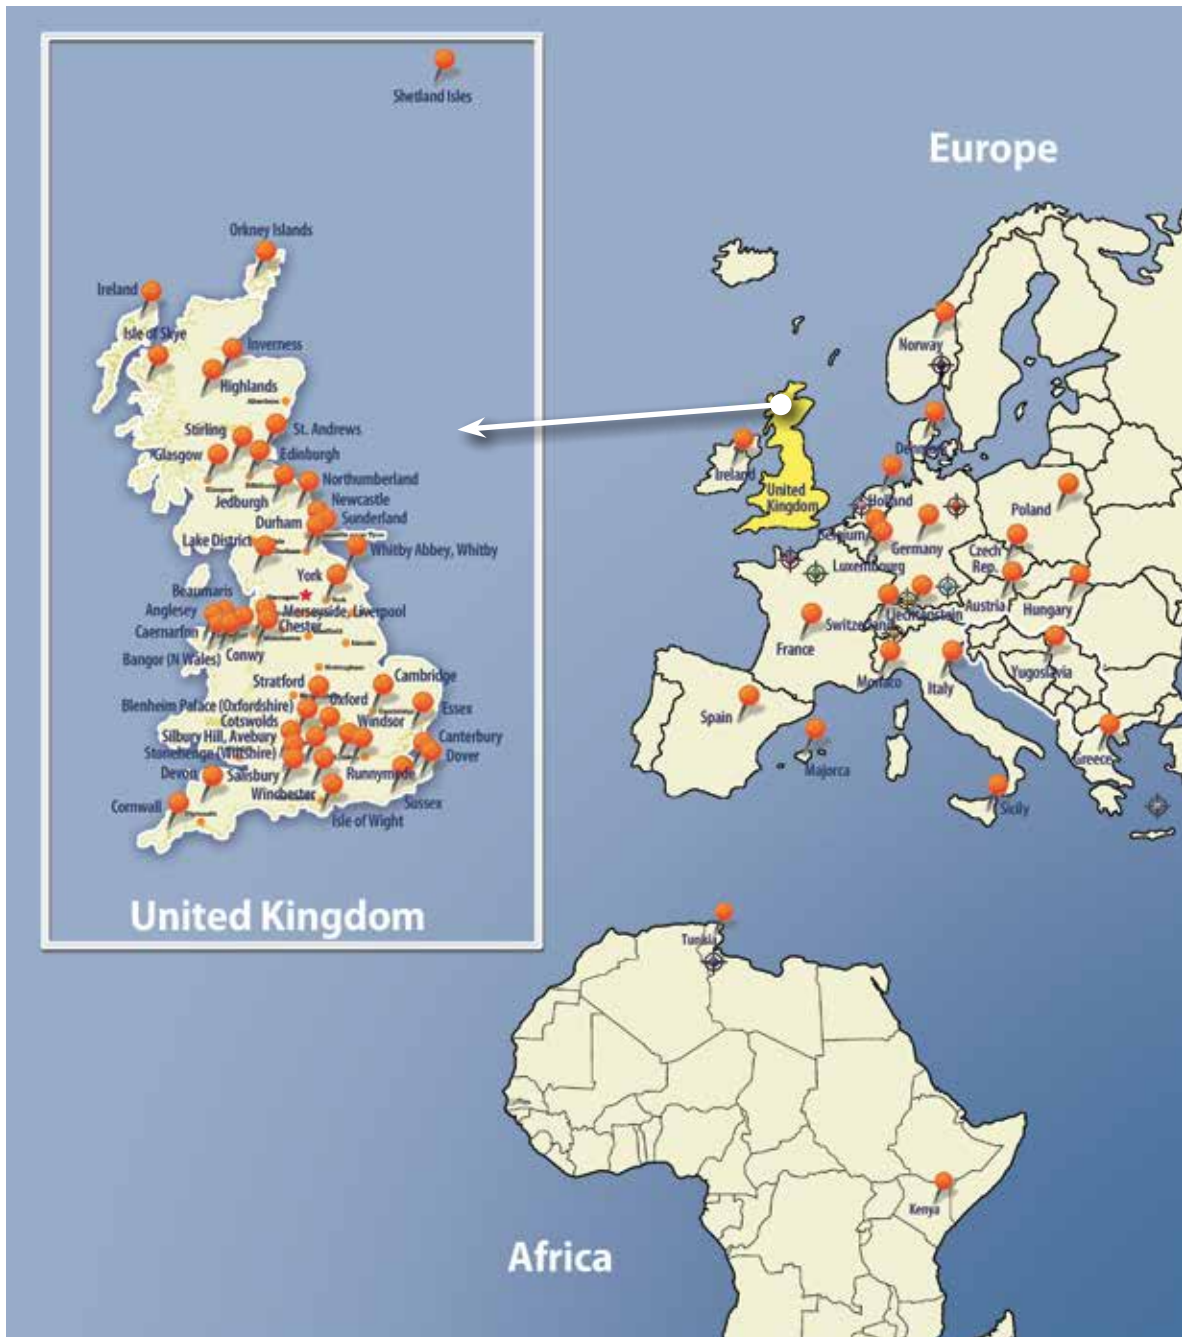 Shetland Isles
Orkney Islands
Ireland
Isle of Skye
Inverness
Highlands
Stirling
St. Andrews
Glasgow
Edinburgh
Jedburgh
Northumberland
Newcastle
Durham
Sunderland
Lake District
Whitby Abbey, Whitby
York
Beaumaris
Anglesey
Merseyside, Liverpool
Caernarfon
Chester
Bangor (N Wales)
Conwy
Stratford
Cambridge
Blenheim Palace (Oxfordshire)
Oxford
Essex
Cotswolds
Windsor
Silbury Hill, Avebury
Canterbury
Stonehenge (Wiltshire)
Dover
Devon
Salisbury
Runnymede
Cornwall
Winchester
Sussex
Isle of Wight
United Kingdom
Europe
Norway
Denmark
Ireland
United
Kingdom
Holland
Poland
Belgium
Germany
Czech
Rep.
Luxembourg
Austria
Hungary
Liechtenstein
Switzerland
France
Yugoslavia
Monaco
Italy
Spain
Greece
Majorca
Sicily
Kenya
Africa